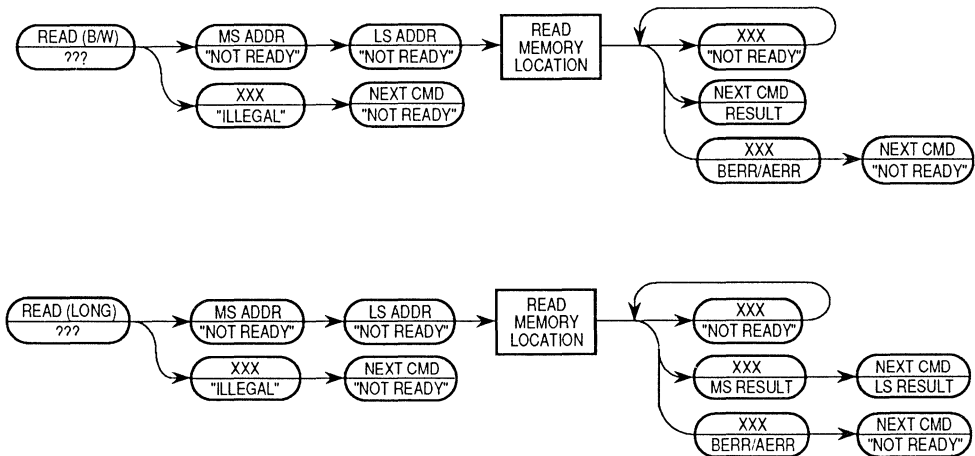 READ (B/W)
???
MS ADDR
"NOT READY"
LS ADDR
"NOT READY"
XXX
"ILLEGAL"
NEXT CMD
"NOT READY"
READ
MEMORY
LOCATION
XXX
"NOT READY"
NEXT CMD
RESULT
XXX
BERR/AERR
NEXT CMD
"NOT READY"
READ (LONG)
???
MS ADDR
"NOT READY"
LS ADDR
"NOT READY"
XXX
"ILLEGAL"
NEXT CMD
"NOT READY"
READ
MEMORY
LOCATION
XXX
"NOT READY"
XXX
MS RESULT
NEXT CMD
LS RESULT
XXX
BERR/AERR
NEXT CMD
"NOT READY"